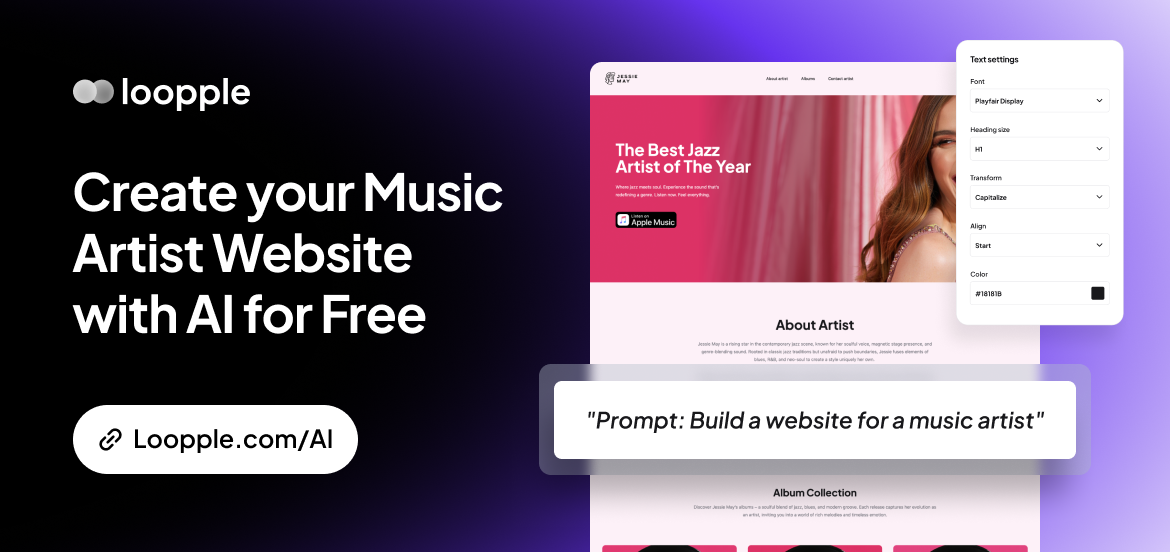 loopple
Create your Music
Artist Website
with AI for Free
Loopple.com/AI
JESSIE
MAY
About artist
Albums
Contact artist
The Best Jazz
Artist of The Year
Where jazz meets soul. Experience the sound that's
redefining a genre. Listen now. Feel everything.
Listen on
Apple Music
About Artist
Jessie May is a rising star in the contemporary jazz scene, known for her soulful voice, magnetic stage presence, and
genre-blending sound. Rooted in classic jazz traditions but unafraid to push boundaries, Jessie fuses elements of
blues, R&B, and neo-soul to create a style uniquely her own.
"Prompt: Build a website for a music artist"
Album Collection
Discover Jessie May's albums – a soulful blend of jazz, blues, and modern groove. Each release captures her evolution as
an artist, inviting you into a world of rich melodies and timeless emotion.
Text settings
Font
Playfair Display
Heading size
H1
Transform
Capitalize
Align
Start
Color
#18181B